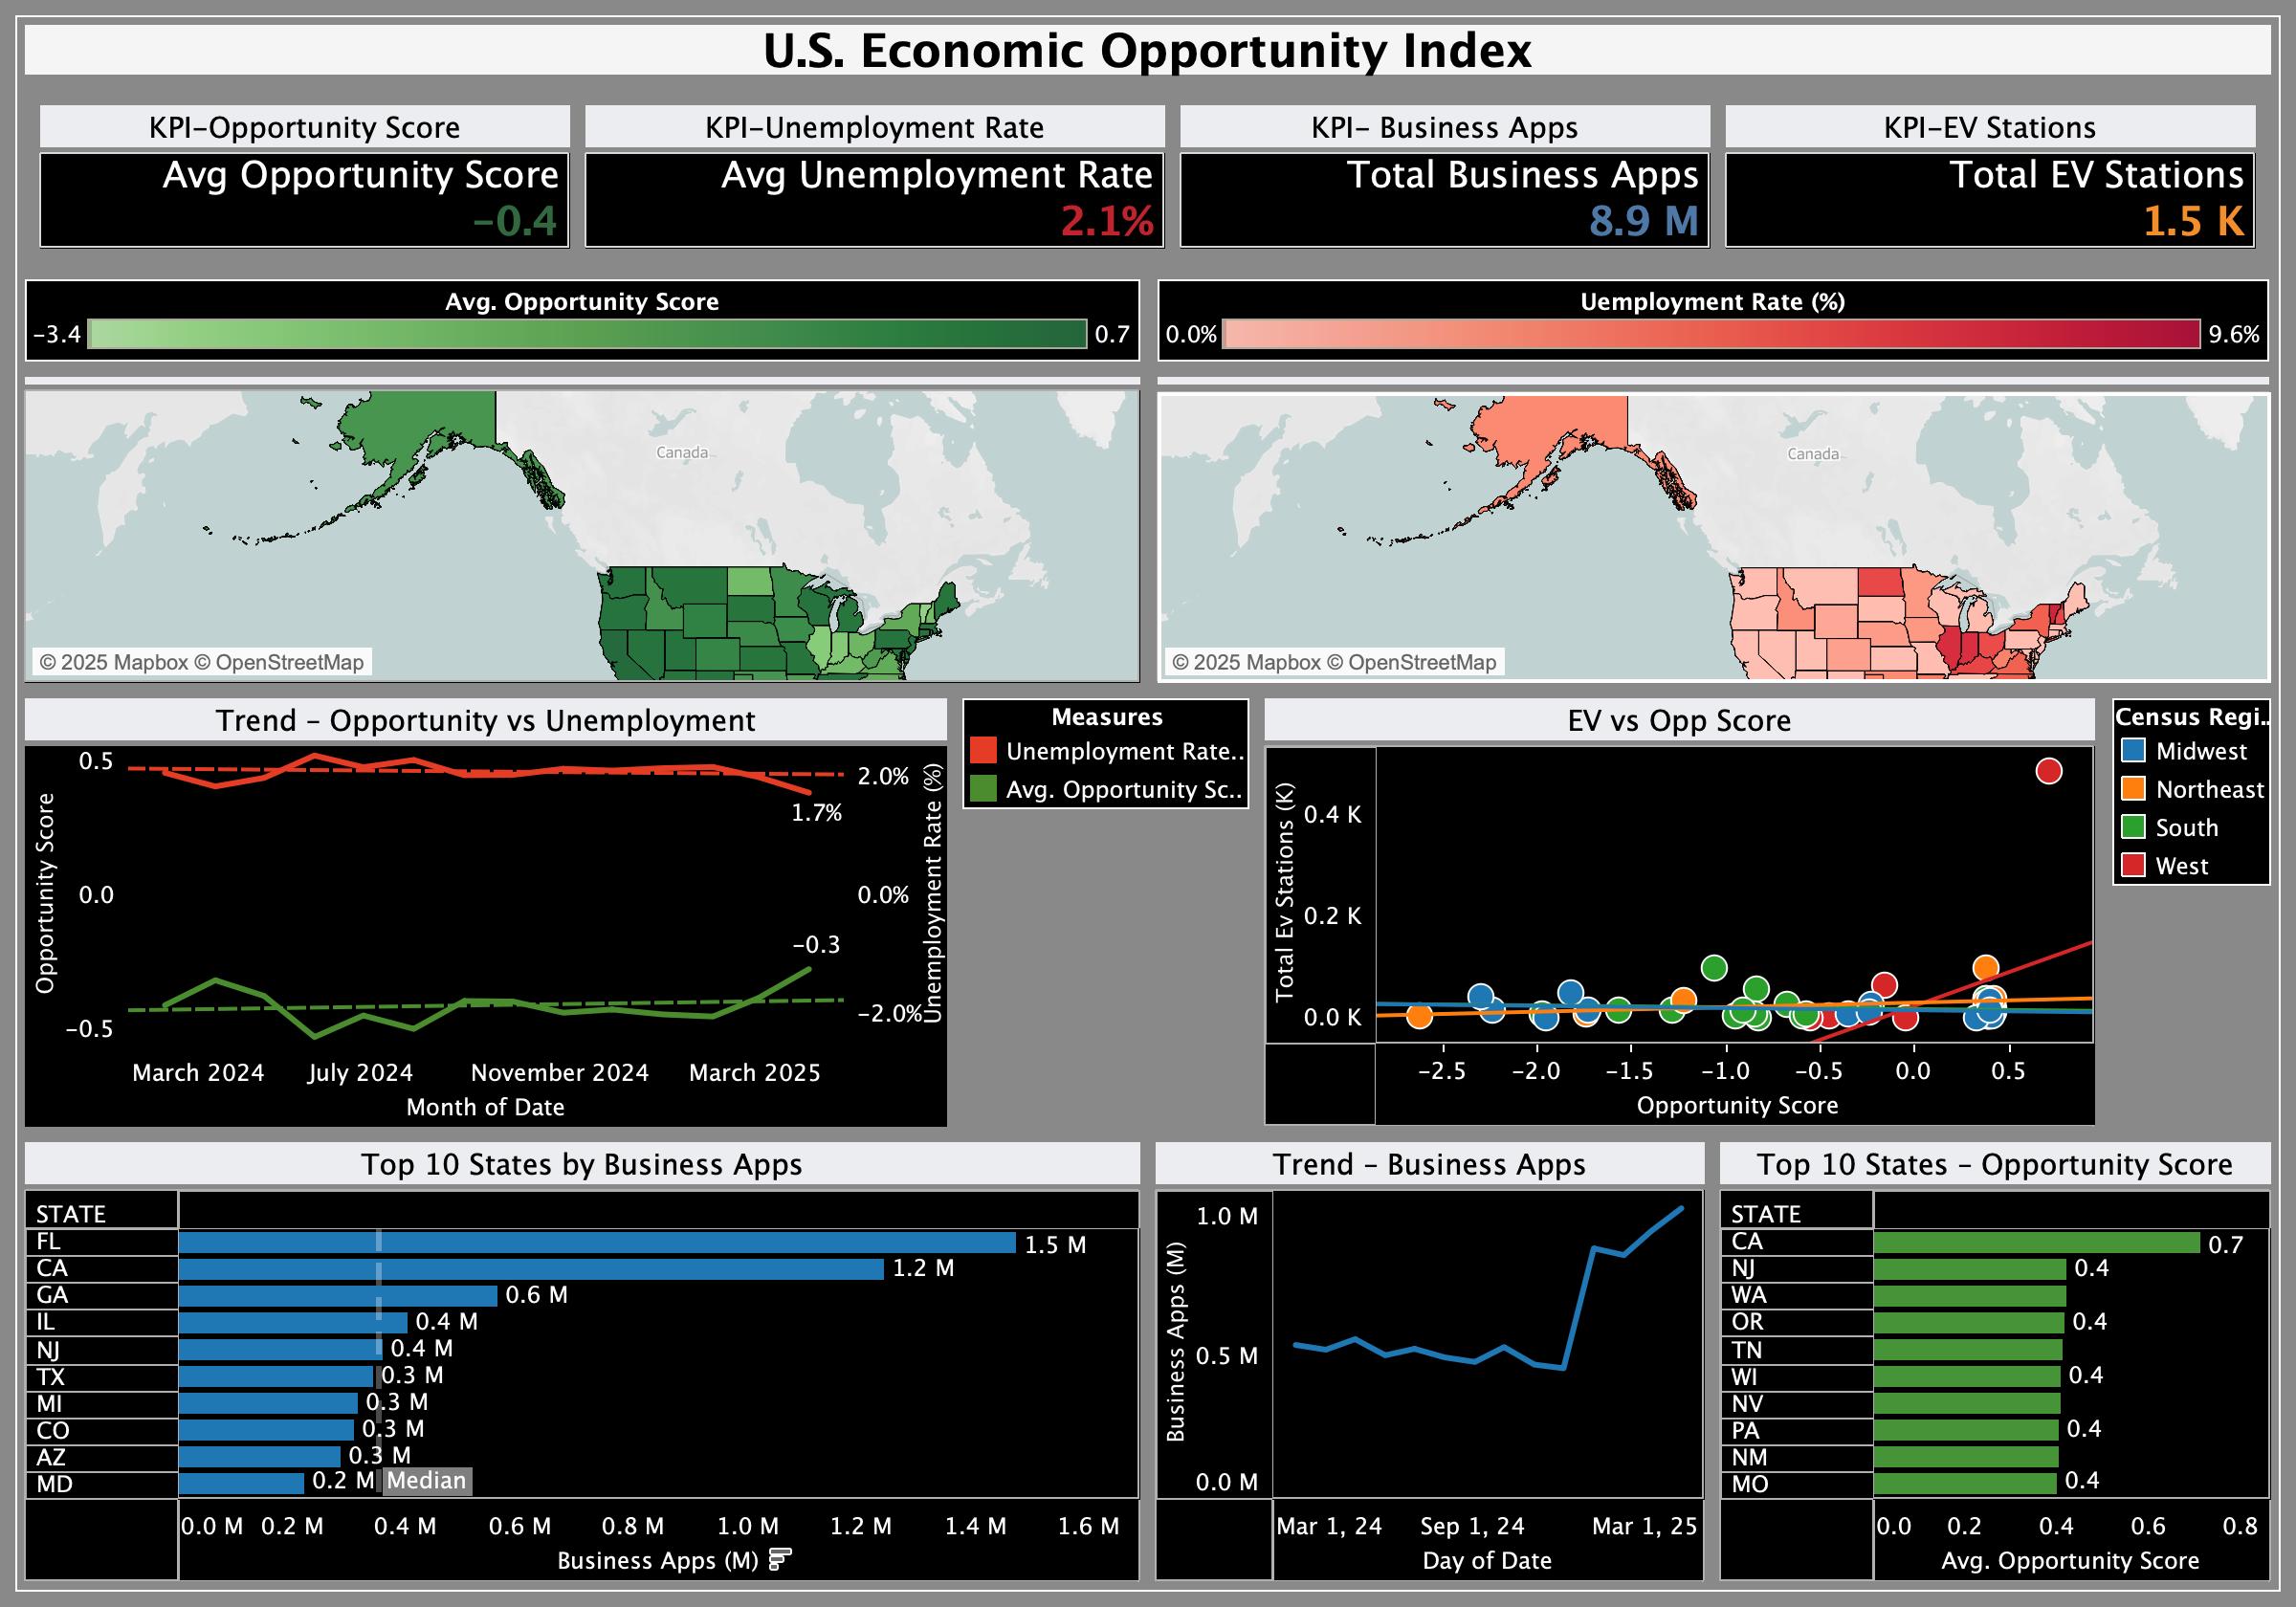 U.S. Economic Opportunity Index
KPI-Opportunity Score
KPI-Unemployment Rate
KPI- Business Apps
KPI-EV Stations
Avg Opportunity Score
-0.4
Avg Unemployment Rate
2.1%
Total Business Apps
8.9 M
Total EV Stations
1.5 K
Avg. Opportunity Score
-3.4
0.7
Uemployment Rate (%)
0.0%
9.6%
Canada
© 2025 Mapbox © OpenStreetMap
Canada
© 2025 Mapbox © OpenStreetMap
Trend - Opportunity vs Unemployment
Opportunity Score
0.5
0.0
-0.5
2.0%
0.0%
-2.0%
Unemployment Rate (%)
1.7%
-0.3
March 2024
July 2024
November 2024
March 2025
Month of Date
Measures
Unemployment Rate..
Avg. Opportunity Sc..
EV vs Opp Score
Total Ev Stations (K)
0.4 K
0.2 K
0.0 K
-2.5
-2.0
-1.5
-1.0
-0.5
0.0
0.5
Opportunity Score
Census Regi..
Midwest
Northeast
South
West
Top 10 States by Business Apps
STATE
FL
1.5 M
CA
1.2 M
GA
0.6 M
IL
0.4 M
NJ
0.4 M
TX
0.3 M
MI
0.3 M
CO
0.3 M
AZ
0.3 M
MD
0.2 M
Median
0.0 M
0.2 M
0.4 M
0.6 M
0.8 M
1.0 M
1.2 M
1.4 M
1.6 M
Business Apps (M)
Trend - Business Apps
Business Apps (M)
1.0 M
0.5 M
0.0 M
Mar 1, 24
Sep 1, 24
Mar 1, 25
Day of Date
Top 10 States - Opportunity Score
STATE
CA
0.7
NJ
0.4
WA
OR
0.4
TN
WI
0.4
NV
PA
0.4
NM
MO
0.4
0.0
0.2
0.4
0.6
0.8
Avg. Opportunity Score